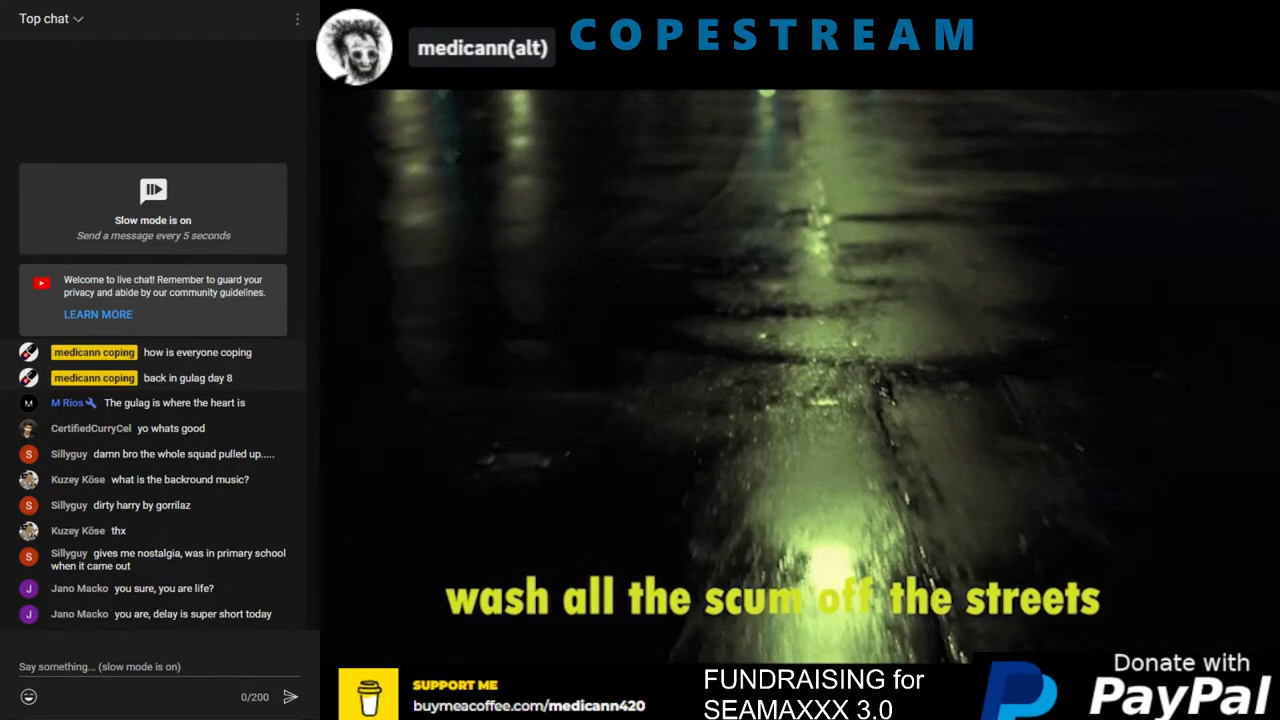 Top chat
Slow mode is on
Send a message every 5 seconds
Welcome to live chat! Remember to guard your
privacy and abide by our community guidelines.
LEARN MORE
medicann coping how is everyone coping
medicann coping back in gulag day 8
M M Rios The gulag is where the heart is
CertifiedCurryCel yo whats good
S Sillyguy damn bro the whole squad pulled up.....
Kuzey Köse what is the backround music?
S Sillyguy dirty harry by gorrilaz
Kuzey Köse thx
S Sillyguy gives me nostalgia, was in primary school
when it came out
J Jano Macko you sure, you are life?
J Jano Macko you are, delay is super short today
Say something... (slow mode is on)
0/200
medicann(alt)
COPESTREAM
wash all the scum off the streets
SUPPORT ME
buymeacoffee.com/medicann420
FUNDRAISING for
SEAMAXXX 3.0
Donate with
PayPal